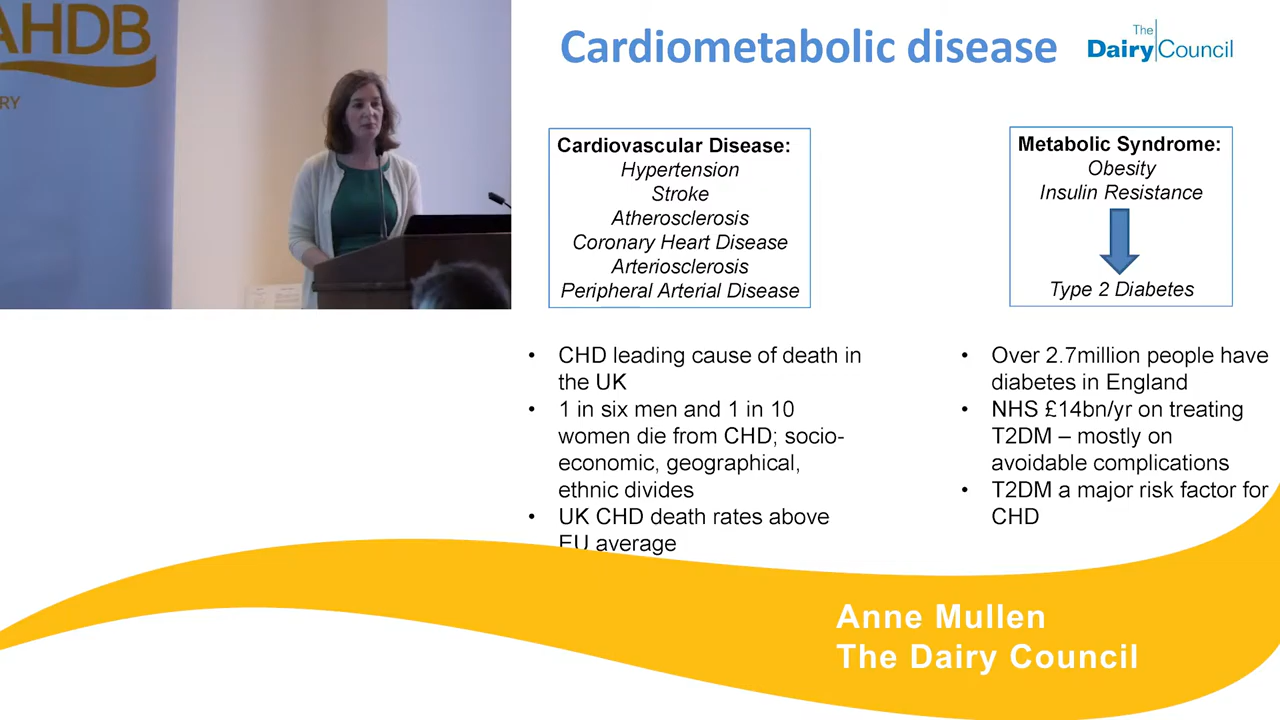 AHDB
RY
Cardiometabolic disease
The
Dairy Council
Cardiovascular Disease:
Hypertension
Stroke
Atherosclerosis
Coronary Heart Disease
Arteriosclerosis
Peripheral Arterial Disease
Metabolic Syndrome:
Obesity
Insulin Resistance
Type 2 Diabetes
• CHD leading cause of death in
the UK
• 1 in six men and 1 in 10
women die from CHD; socio-
economic, geographical,
ethnic divides
• UK CHD death rates above
EU average
• Over 2.7million people have
diabetes in England
• NHS £14bn/yr on treating
T2DM – mostly on
avoidable complications
• T2DM a major risk factor for
CHD
Anne Mullen
The Dairy Council